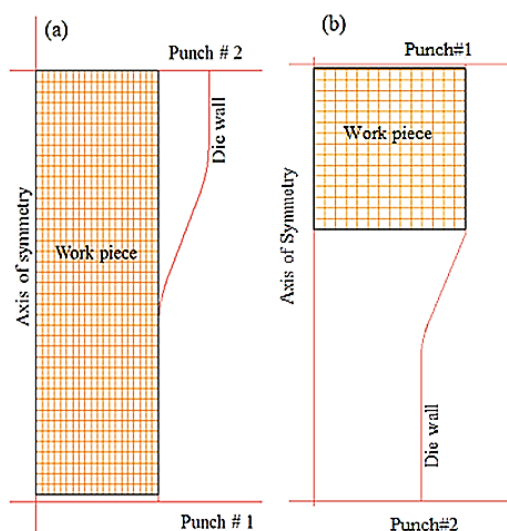 (a)
Punch # 2
Die wall
Axis of symmetry
Work piece
Punch # 1
(b)
Punch#1
Work piece
Axis of Symmetry
Die wall
Punch#2